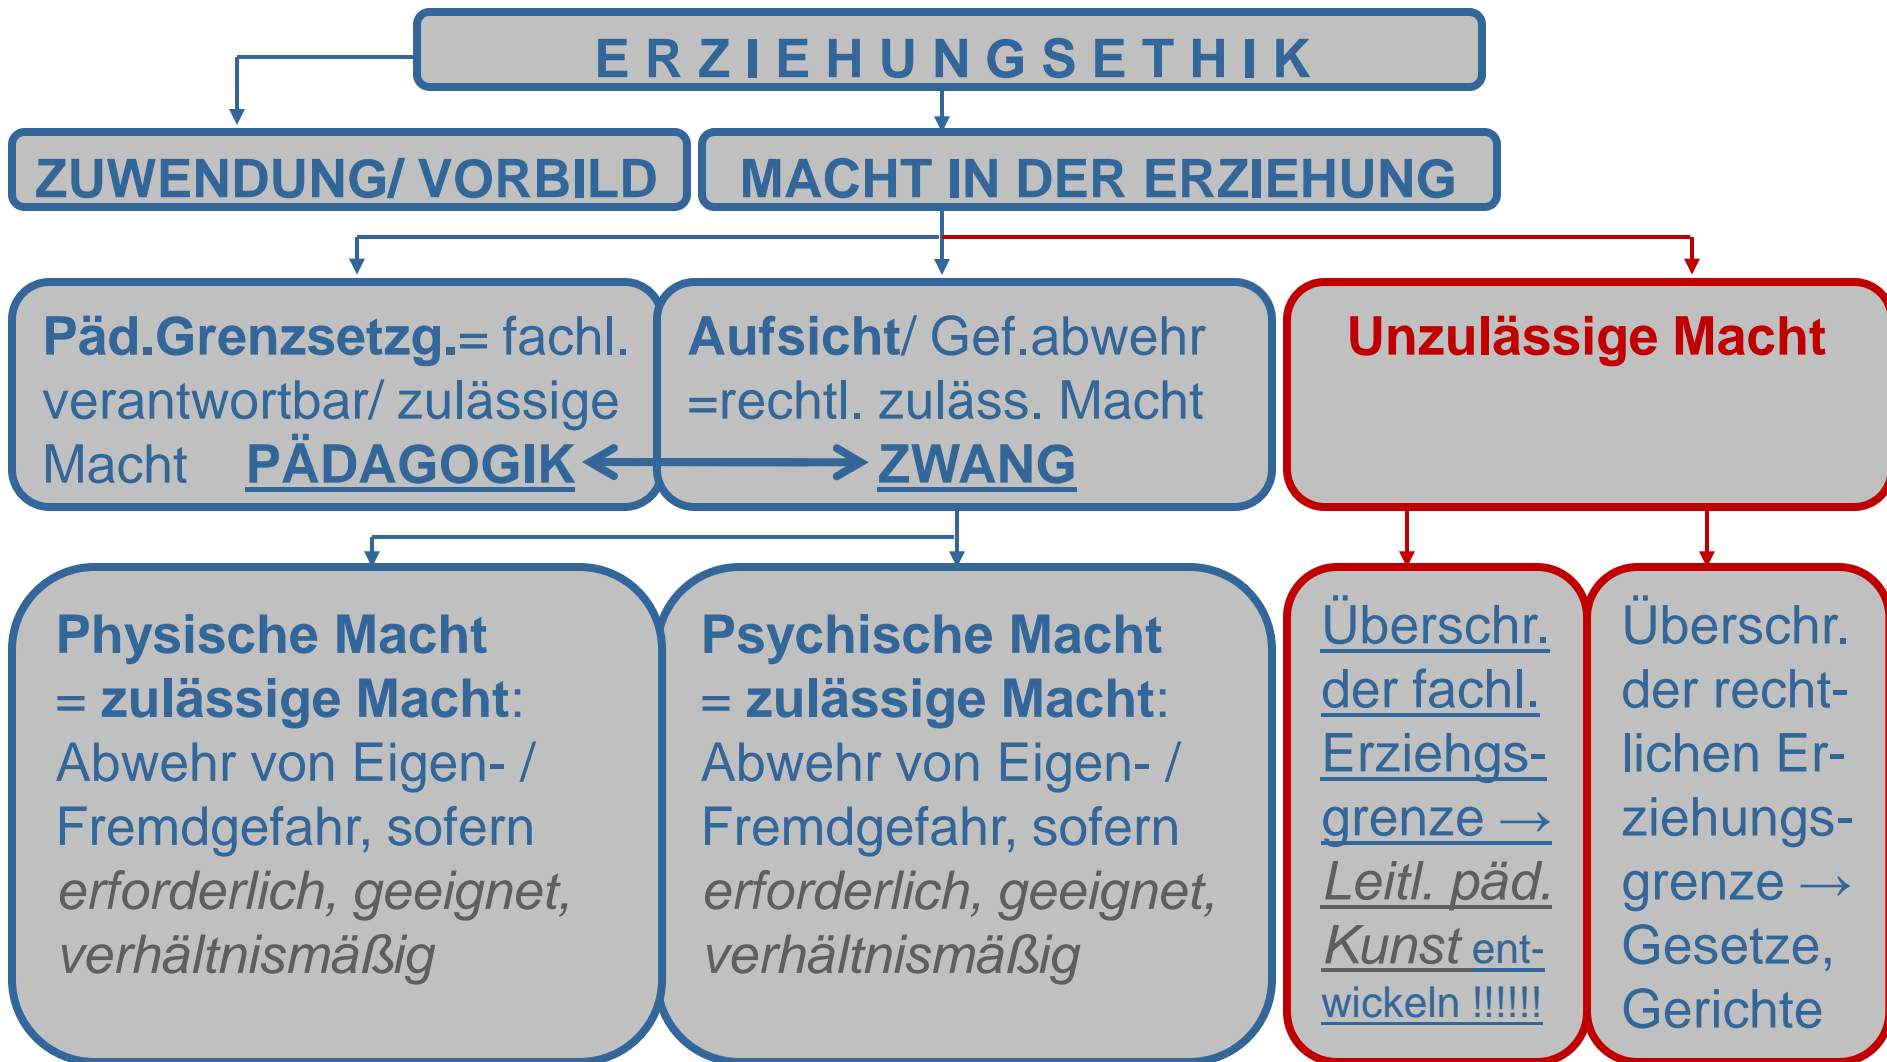 ERZIEHUNGSETHIK
ZUWENDUNG/ VORBILD
MACHT IN DER ERZIEHUNG
Päd.Grenzsetzg.= fachl.
verantwortbar/ zulässige
Macht PÄDAGOGIK
Aufsicht/ Gef.abwehr
=rechtl. zuläss. Macht
ZWANG
Unzulässige Macht
Physische Macht
= zulässige Macht:
Abwehr von Eigen- /
Fremdgefahr, sofern
erforderlich, geeignet,
verhältnismäßig
Psychische Macht
= zulässige Macht:
Abwehr von Eigen- /
Fremdgefahr, sofern
erforderlich, geeignet,
verhältnismäßig
Überschr.
der fachl.
Erziehgs-
grenze →
Leitl. päd.
Kunst ent-
wickeln !!!!!!
Überschr.
der recht-
lichen Er-
ziehungs-
grenze →
Gesetze,
Gerichte